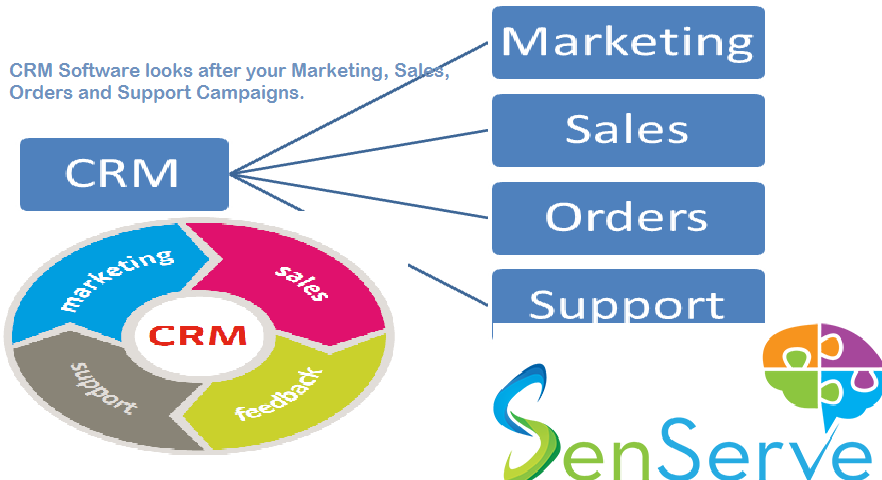 CRM Software looks after your Marketing, Sales,
Orders and Support Campaigns.
CRM
Marketing
Sales
Orders
Support
marketing
sales
CRM
support
feedback
SenServe